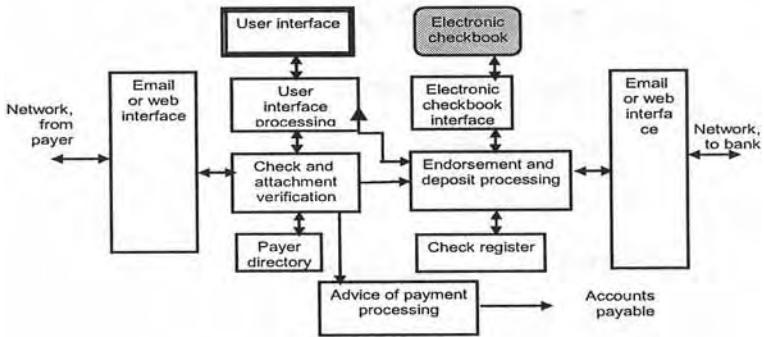 User interface
Electronic
checkbook
Email
or web
interface
User
interface
processing
Electronic
checkbook
interface
Email
or web
interfa
ce
Network,
from
payer
Network,
to bank
Check and
attachment
verification
Endorsement and
deposit processing
Payer
directory
Check register
Advice of payment
processing
Accounts
payable